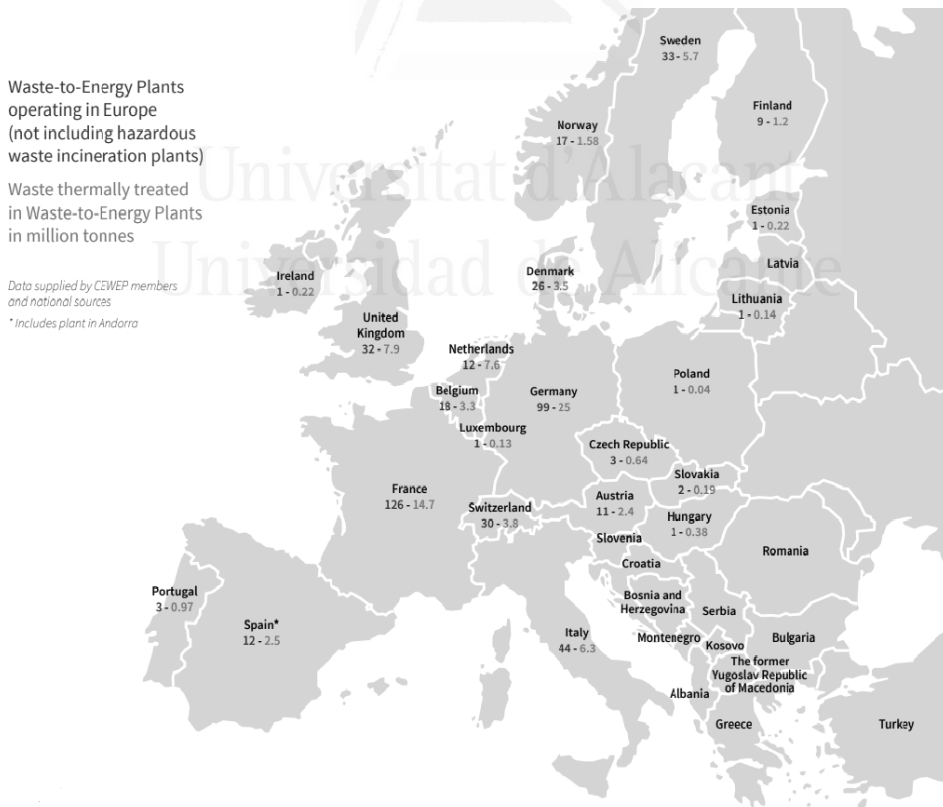 Waste-to-Energy Plants
operating in Europe
(not including hazardous
waste incineration plants)
Waste thermally treated
in Waste-to-Energy Plants
in million tonnes
Data supplied by CEWEP members
and national sources
* Includes plant in Andorra
Universitat d'Alacant
Universidad de Alicante
Sweden
33 - 5.7
Finland
9 - 1.2
Norway
17 - 1.58
Estonia
1 - 0.22
Latvia
Lithuania
1 - 0.14
Denmark
26 - 3.5
Ireland
1 - 0.22
United
Kingdom
32 - 7.9
Netherlands
12 - 7.6
Belgium
18 - 3.3
Luxembourg
1 - 0.13
Germany
99 - 25
Poland
1 - 0.04
Czech Republic
3 - 0.64
Slovakia
2 - 0.19
Austria
11 - 2.4
Hungary
1 - 0.38
France
126 - 14.7
Switzerland
30 - 3.8
Slovenia
Croatia
Romania
Bosnia and
Herzegovina
Serbia
Portugal
3 - 0.97
Spain*
12 - 2.5
Italy
44 - 6.3
Montenegro
Kosovo
Bulgaria
The former
Yugoslav Republic
of Macedonia
Albania
Greece
Turkey